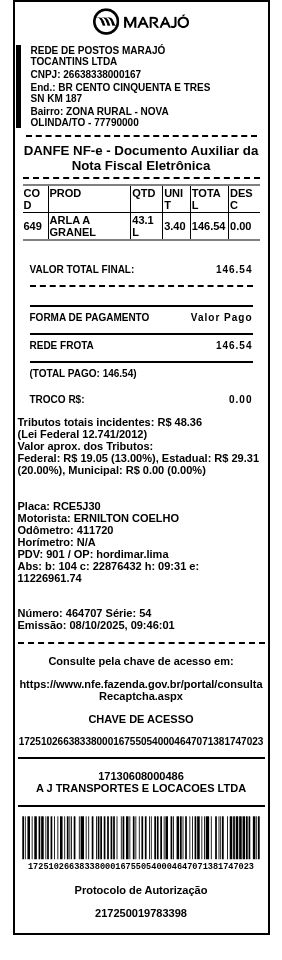 MARAJÓ
REDE DE POSTOS MARAJÓ
TOCANTINS LTDA
CNPJ: 26638338000167
End.: BR CENTO CINQUENTA E TRES
SN KM 187
Bairro: ZONA RURAL - NOVA
OLINDA/TO - 77790000
DANFE NF-e - Documento Auxiliar da
Nota Fiscal Eletrônica
CO PROD QTD UNI TOTA DES
D T L C
649 ARLA A 43.1 3.40 146.54 0.00
GRANEL L
VALOR TOTAL FINAL: 146.54
FORMA DE PAGAMENTO Valor Pago
REDE FROTA 146.54
(TOTAL PAGO: 146.54)
TROCO R$: 0.00
Tributos totais incidentes: R$ 48.36
(Lei Federal 12.741/2012)
Valor aprox. dos Tributos:
Federal: R$ 19.05 (13.00%), Estadual: R$ 29.31
(20.00%), Municipal: R$ 0.00 (0.00%)
Placa: RCE5J30
Motorista: ERNILTON COELHO
Odômetro: 411720
Horímetro: N/A
PDV: 901 / OP: hordimar.lima
Abs: b: 104 c: 22876432 h: 09:31 e:
11226961.74
Número: 464707 Série: 54
Emissão: 08/10/2025, 09:46:01
Consulte pela chave de acesso em:
https://www.nfe.fazenda.gov.br/portal/consulta
Recaptcha.aspx
CHAVE DE ACESSO
17251026638338000167550540004647071381747023
17130608000486
A J TRANSPORTES E LOCACOES LTDA
17251026638338000167550540004647071381747023
Protocolo de Autorização
217250019783398